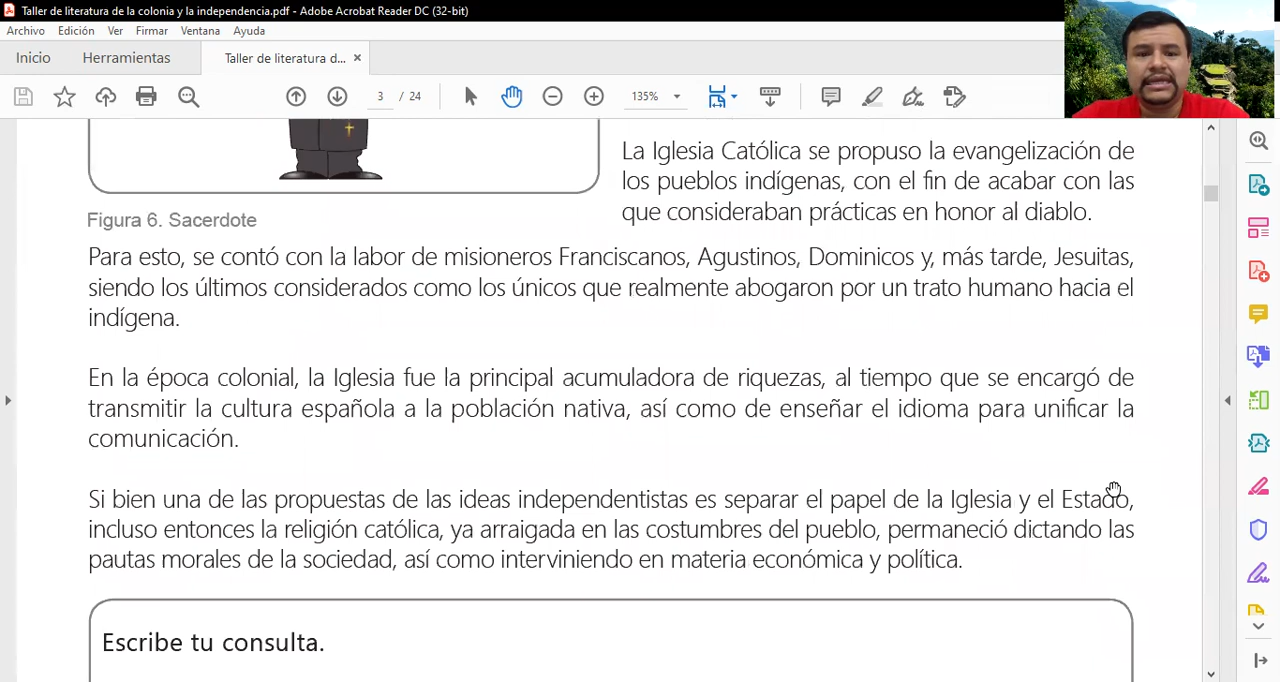 Taller de literatura de la colonia y la independencia.pdf - Adobe Acrobat Reader DC (32-bit)
Archivo Edición Ver Firmar Ventana Ayuda
Inicio Herramientas Taller de literatura d... ×
3 / 24 135%
La Iglesia Católica se propuso la evangelización de
los pueblos indígenas, con el fin de acabar con las
que consideraban prácticas en honor al diablo.
Figura 6. Sacerdote
Para esto, se contó con la labor de misioneros Franciscanos, Agustinos, Dominicos y, más tarde, Jesuitas,
siendo los últimos considerados como los únicos que realmente abogaron por un trato humano hacia el
indígena.
En la época colonial, la Iglesia fue la principal acumuladora de riquezas, al tiempo que se encargó de
transmitir la cultura española a la población nativa, así como de enseñar el idioma para unificar la
comunicación.
Si bien una de las propuestas de las ideas independentistas es separar el papel de la Iglesia y el Estado,
incluso entonces la religión católica, ya arraigada en las costumbres del pueblo, permaneció dictando las
pautas morales de la sociedad, así como interviniendo en materia económica y política.
Escribe tu consulta.